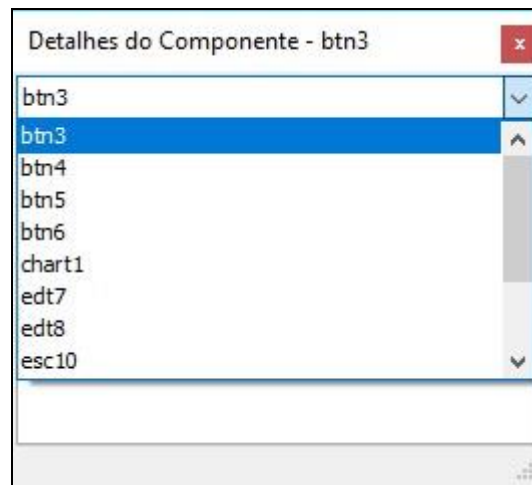 Detalhes do Componente - btn3
x
btn3
btn3
btn4
btn5
btn6
chart1
edt7
edt8
esc10